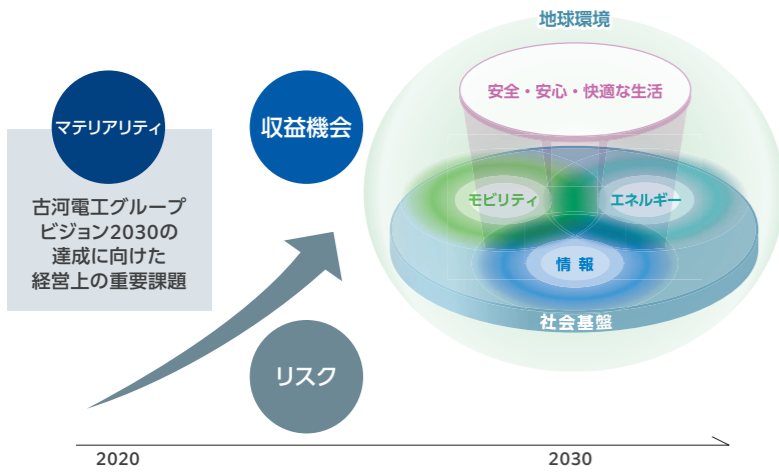 地球環境
安全・安心・快適な生活
マテリアリティ
収益機会
古河電工グループ
ビジョン2030の
達成に向けた
経営上の重要課題
モビリティ
エネルギー
情報
社会基盤
リスク
2020
2030